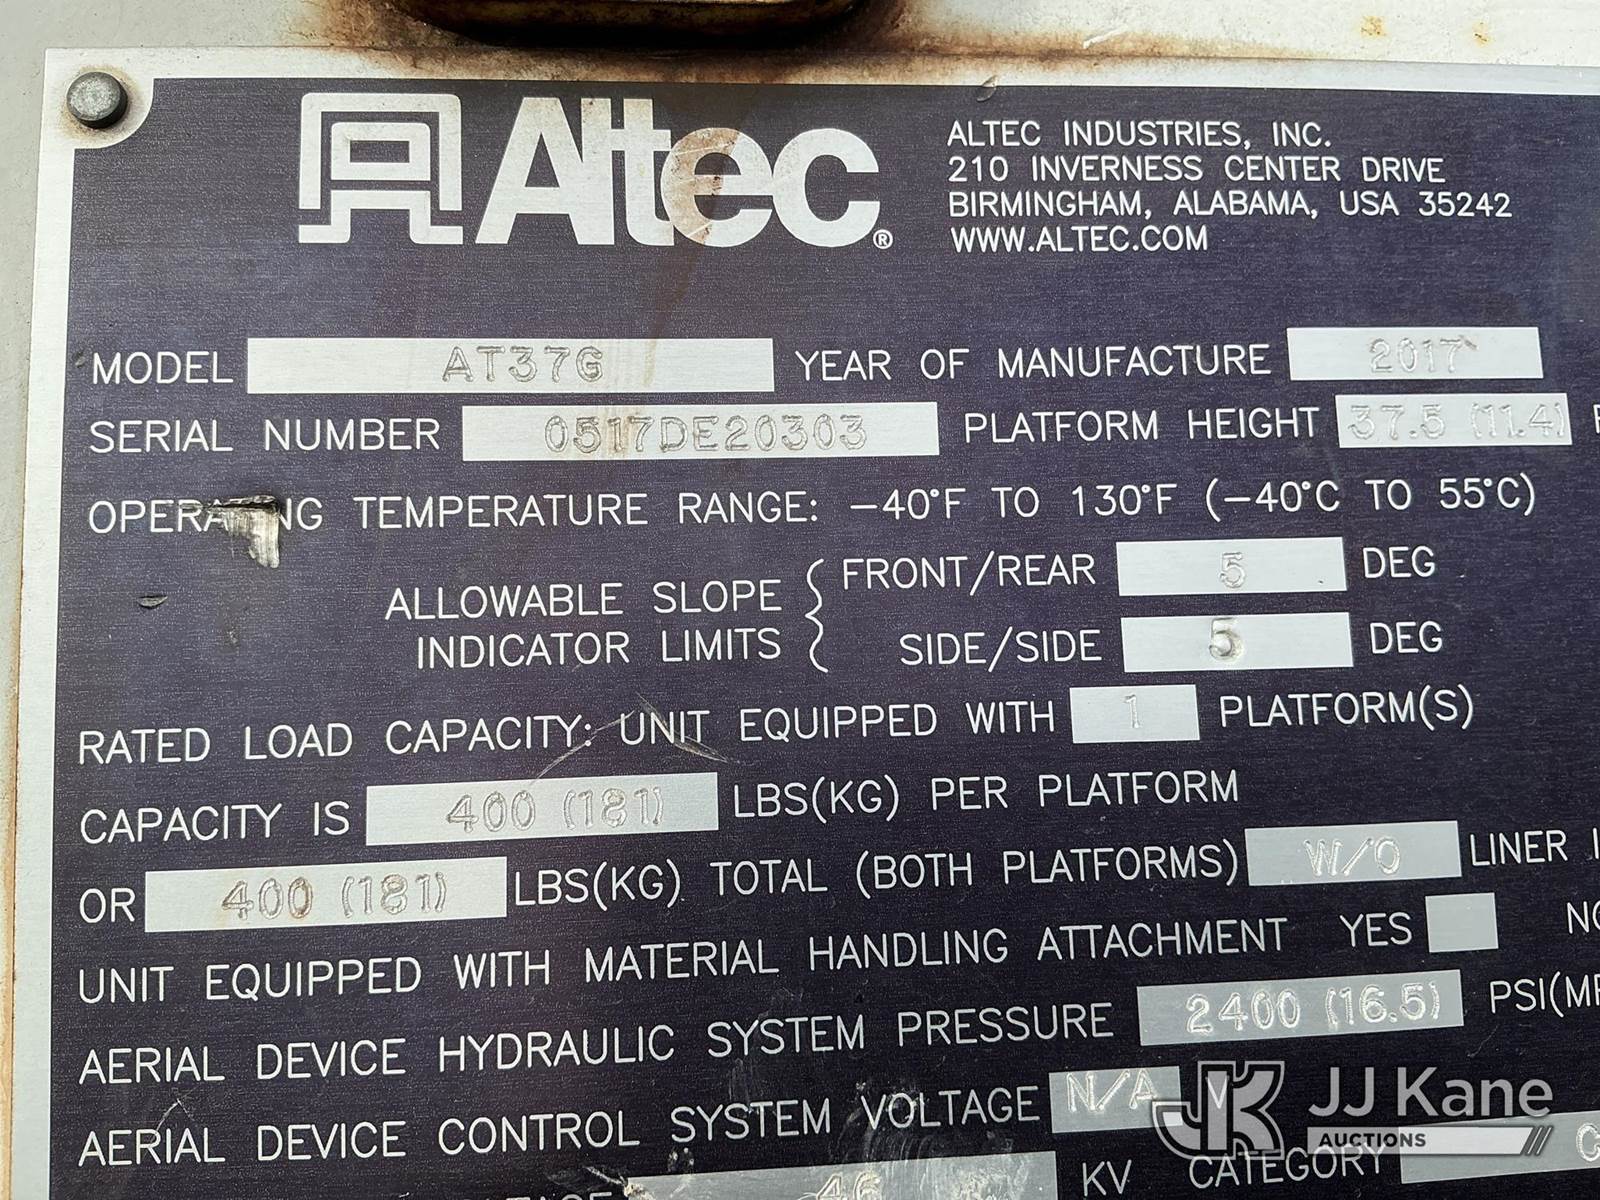 Altec®
ALTEC INDUSTRIES, INC.
210 INVERNESS CENTER DRIVE
BIRMINGHAM, ALABAMA, USA 35242
WWW.ALTEC.COM
MODEL AT37G YEAR OF MANUFACTURE 2017
SERIAL NUMBER 0517DE20303 PLATFORM HEIGHT 37.5 (11.4)
OPERATING TEMPERATURE RANGE: -40°F TO 130°F (-40°C TO 55°C)
ALLOWABLE SLOPE INDICATOR LIMITS { FRONT/REAR 5 DEG
SIDE/SIDE 5 DEG
RATED LOAD CAPACITY: UNIT EQUIPPED WITH 1 PLATFORM(S)
CAPACITY IS 400 (181) LBS(KG) PER PLATFORM
OR 400 (181) LBS(KG) TOTAL (BOTH PLATFORMS) W/O LINER
UNIT EQUIPPED WITH MATERIAL HANDLING ATTACHMENT YES
AERIAL DEVICE HYDRAULIC SYSTEM PRESSURE 2400 (16.5) PSI(
AERIAL DEVICE CONTROL SYSTEM VOLTAGE N/A V
46 KV CATEGORY C
JK JJ Kane
AUCTIONS